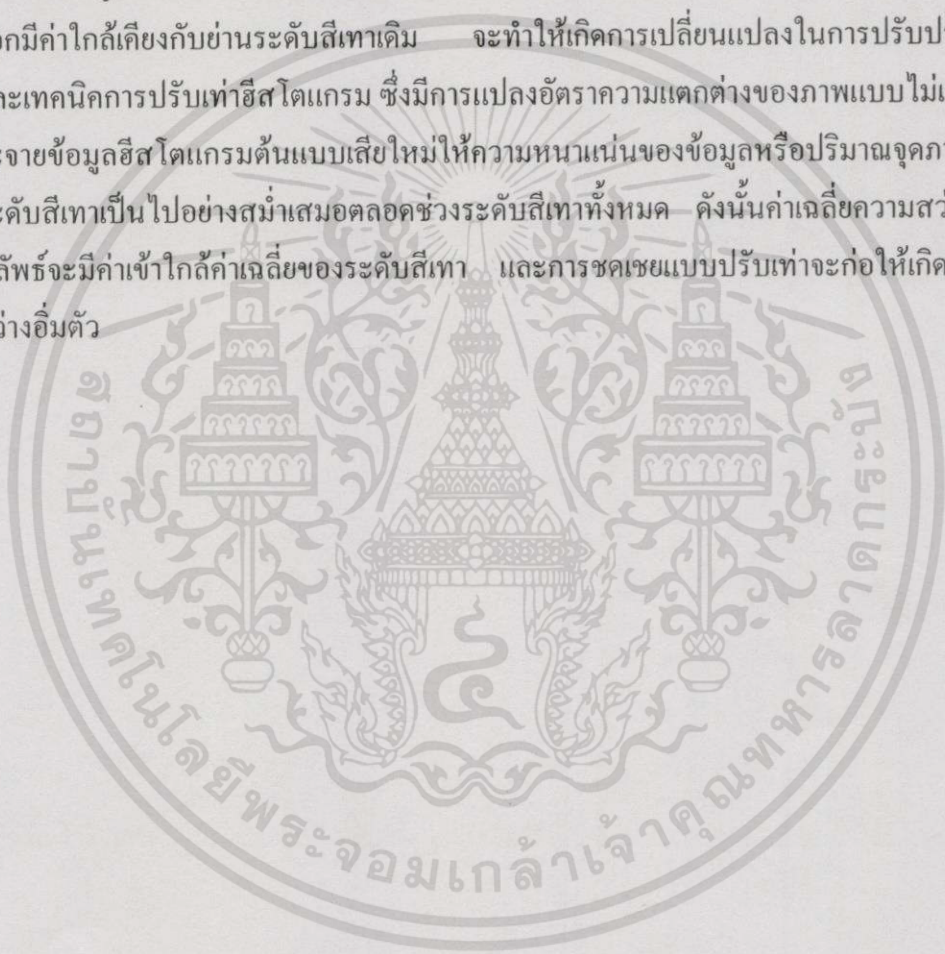 อกมีค่าใกล้เคียงกับย่านระดับสีเทาเดิม จะทำให้เกิดการเปลี่ยนแปลงในการปรับป
ละเทคนิคการปรับเท่าฮีสโตแกรม ซึ่งมีการแปลงอัตราความแตกต่างของภาพแบบไม่เ
ะจายข้อมูลฮีสโตแกรมต้นแบบเสียใหม่ให้ความหนาแน่นของข้อมูลหรือปริมาณจุดภา
ะดับสีเทาเป็นไปอย่างสม่ำเสมอตลอดช่วงระดับสีเทาทั้งหมด ดังนั้นค่าเฉลี่ยความสว่
ลัพธ์จะมีค่าเข้าใกล้ค่าเฉลี่ยของระดับสีเทา และการชดเชยแบบปรับเท่าจะก่อให้เกิด
ว่างอิ่มตัว
สถาบันเทคโนโลยีพระจอมเกล้าเจ้าคุณทหารลาดกระบัง
๔